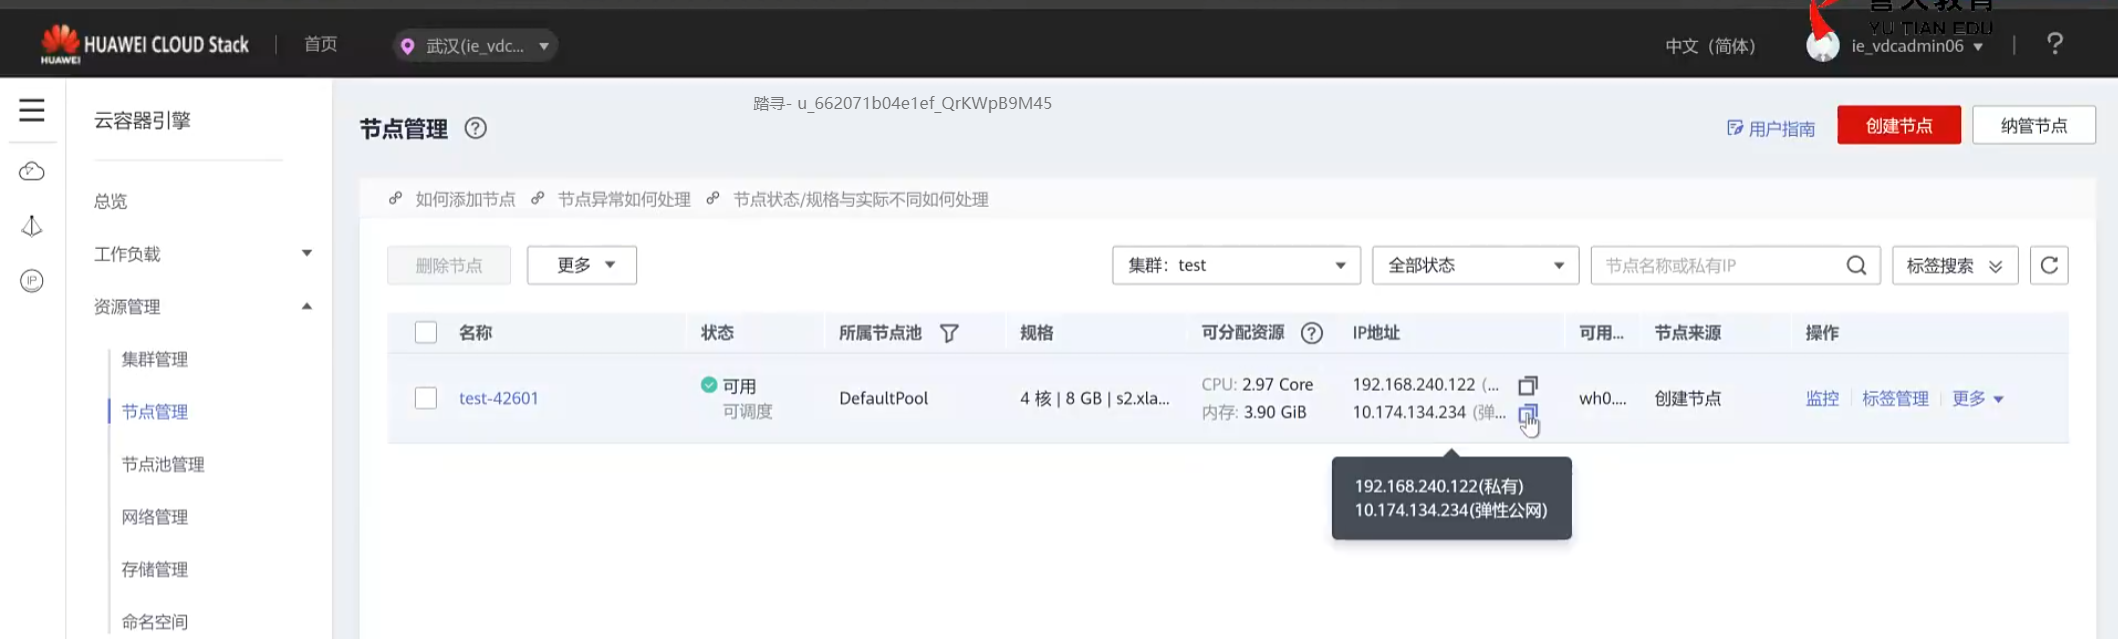 HUAWEI
HUAWEI CLOUD Stack
首页
武汉(ie_vdc...
中文（简体）
YU TIAN EDU
ie_vdcadmin06
云容器引擎
总览
工作负载
资源管理
集群管理
节点管理
节点池管理
网络管理
存储管理
命名空间
节点管理
踏寻- u_662071b04e1ef_QrKWpB9M45
用户指南
创建节点
纳管节点
如何添加节点
节点异常如何处理
节点状态/规格与实际不同如何处理
删除节点
更多
集群：test
全部状态
节点名称或私有IP
标签搜索
名称 状态 所属节点池 规格 可分配资源 IP地址 可用... 节点来源 操作
test-42601
可用
可调度
DefaultPool
4 核 | 8 GB | s2.xla...
CPU: 2.97 Core
内存: 3.90 GiB
192.168.240.122 (...
10.174.134.234 (弹...
wh0....
创建节点
监控 标签管理 更多
192.168.240.122(私有)
10.174.134.234(弹性公网)